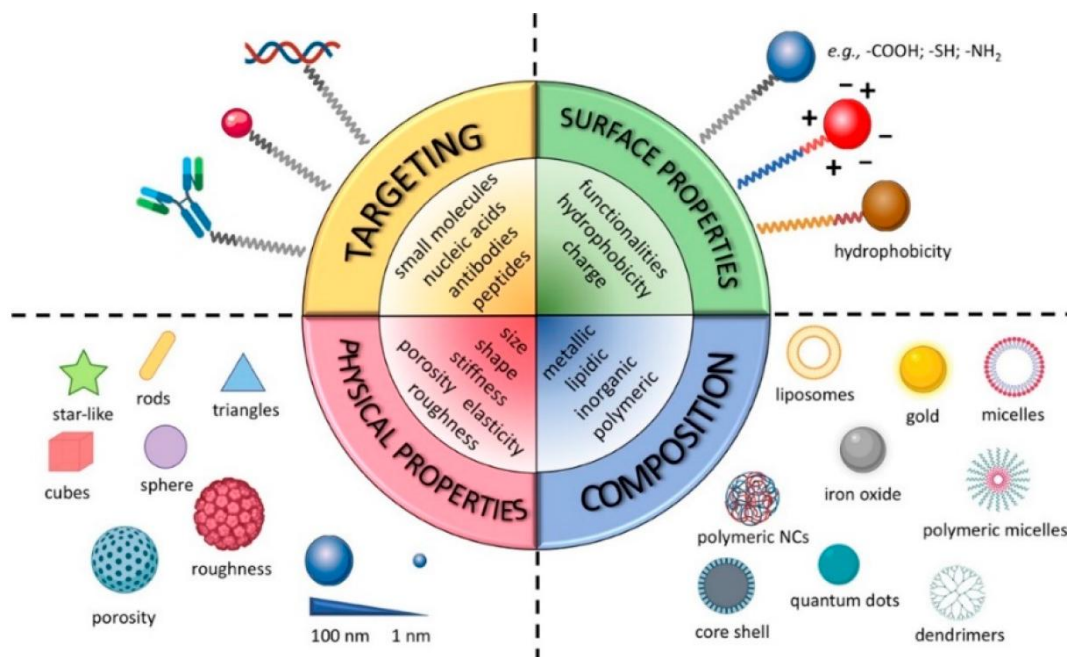 TARGETING
small molecules
nucleic acids
antibodies
peptides
SURFACE PROPERTIES
functionalities
hydrophobicity
charge
e.g., -COOH; -SH; -NH₂
− +
+ −
+ −
hydrophobicity
PHYSICAL PROPERTIES
size
shape
stiffness
porosity elasticity
roughness
star-like
rods
triangles
cubes
sphere
roughness
porosity
100 nm 1 nm
COMPOSITION
metallic
lipidic
inorganic
polymeric
liposomes
gold
micelles
iron oxide
polymeric NCs
polymeric micelles
core shell
quantum dots
dendrimers